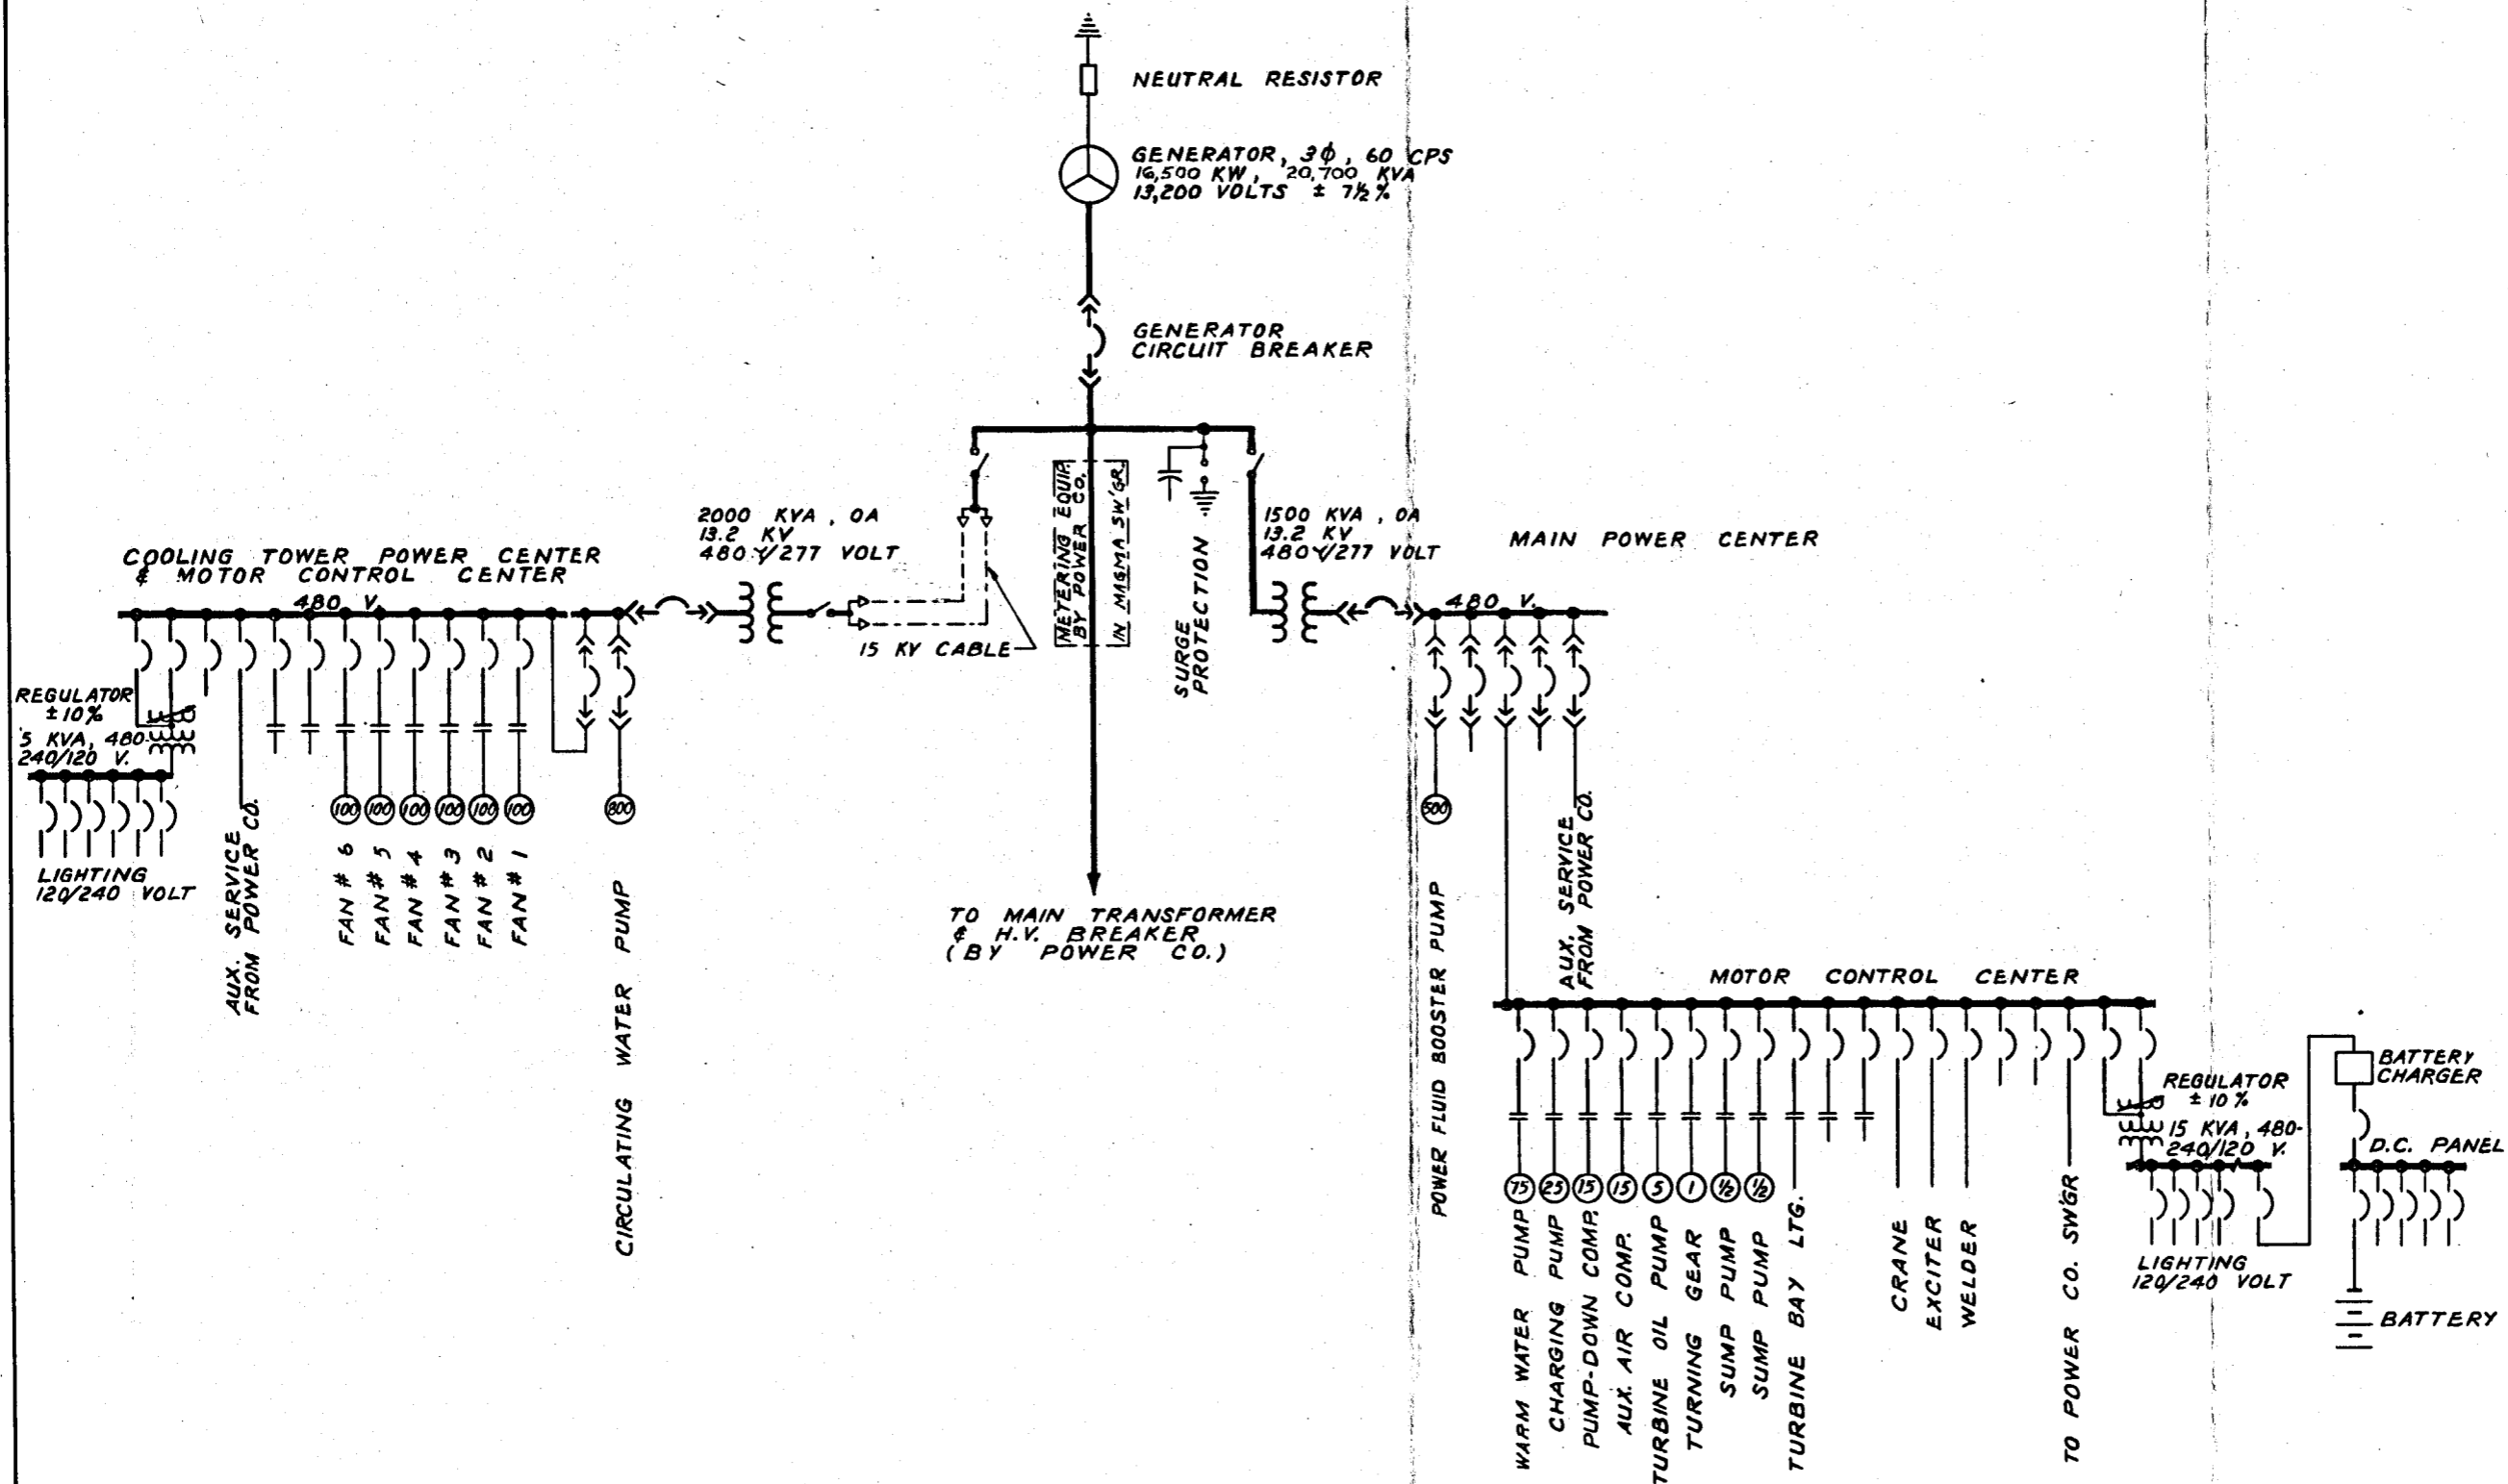 NEUTRAL RESISTOR
GENERATOR, 3ϕ, 60 CPS
16,500 KW, 20,700 KVA
13,200 VOLTS ± 7½ %
GENERATOR
CIRCUIT BREAKER
METERING EQUIP.
BY POWER CO.
IN MAGMA SW'GR.
SURGE
PROTECTION
2000 KVA, OA
13.2 KV
480 Y/277 VOLT
15 KV CABLE
1500 KVA, OA
13.2 KV
480Y/277 VOLT
MAIN POWER CENTER
COOLING TOWER POWER CENTER
& MOTOR CONTROL CENTER
480 V.
480 V.
REGULATOR
±10%
5 KVA, 480-
240/120 V.
LIGHTING
120/240 VOLT
AUX. SERVICE
FROM POWER CO.
100
100
100
100
100
100
800
FAN # 6
FAN # 5
FAN # 4
FAN # 3
FAN # 2
FAN # 1
CIRCULATING WATER PUMP
TO MAIN TRANSFORMER
& H.V. BREAKER
(BY POWER CO.)
500
POWER FLUID BOOSTER PUMP
AUX. SERVICE
FROM POWER CO.
MOTOR CONTROL CENTER
75
25
15
15
5
1
½
½
WARM WATER PUMP
CHARGING PUMP
PUMP-DOWN COMP.
AUX. AIR COMP.
TURBINE OIL PUMP
TURNING GEAR
SUMP PUMP
SUMP PUMP
TURBINE BAY LTG.
CRANE
EXCITER
WELDER
TO POWER CO. SW'GR
REGULATOR
± 10 %
15 KVA, 480-
240/120 V.
LIGHTING
120/240 VOLT
BATTERY
CHARGER
D.C. PANEL
BATTERY